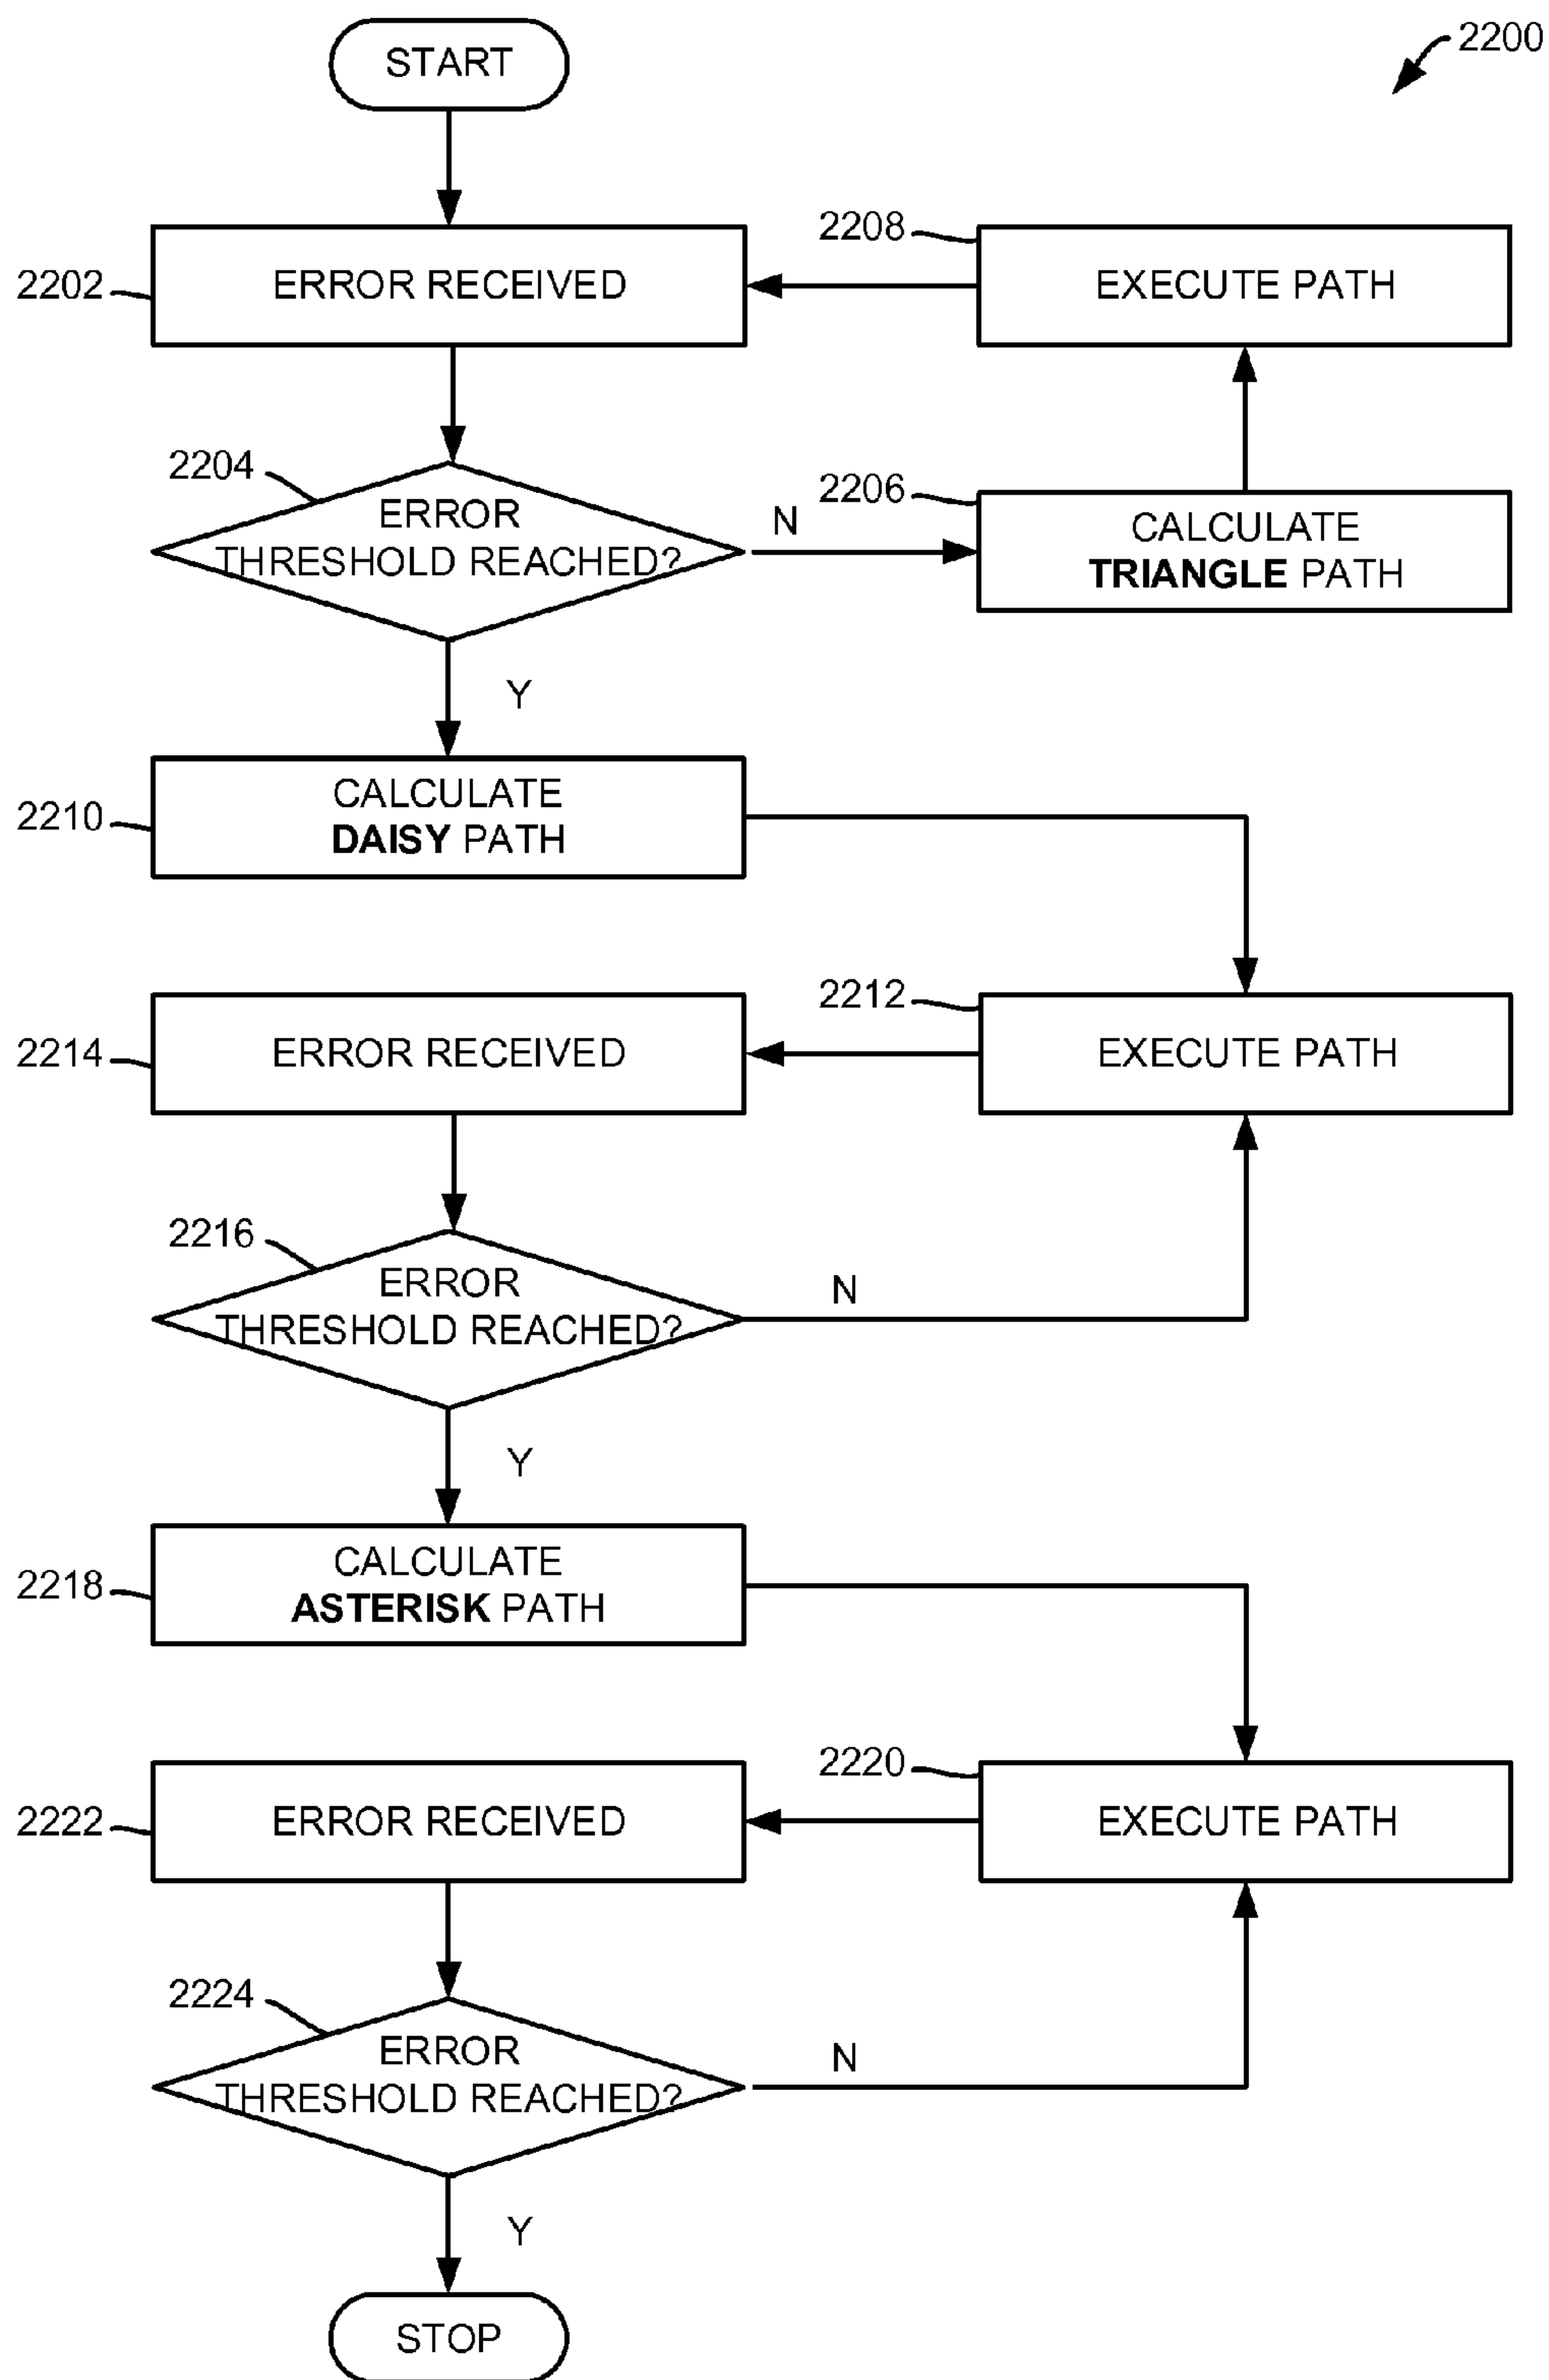 START
2200
2202
ERROR RECEIVED
2208
EXECUTE PATH
2204
ERROR
THRESHOLD REACHED?
N
2206
CALCULATE
TRIANGLE PATH
Y
2210
CALCULATE
DAISY PATH
2214
ERROR RECEIVED
2212
EXECUTE PATH
2216
ERROR
THRESHOLD REACHED?
N
Y
2218
CALCULATE
ASTERISK PATH
2222
ERROR RECEIVED
2220
EXECUTE PATH
2224
ERROR
THRESHOLD REACHED?
N
Y
STOP